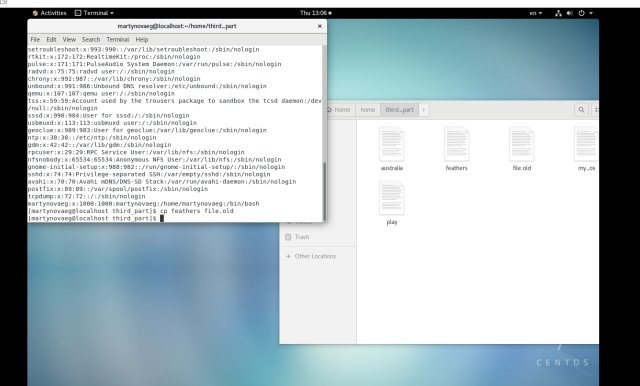 Activities Terminal Thu 13:06 en
martynovaeg@localhost:~/home/third_part
File Edit View Search Terminal Help
setroubleshoot:x:993:990::/var/lib/setroubleshoot:/sbin/nologin
rtkit:x:172:172:RealtimeKit:/proc:/sbin/nologin
pulse:x:171:171:PulseAudio System Daemon:/var/run/pulse:/sbin/nologin
radvd:x:75:75:radvd user:/:/sbin/nologin
chrony:x:992:987::/var/lib/chrony:/sbin/nologin
unbound:x:991:986:Unbound DNS resolver:/etc/unbound:/sbin/nologin
qemu:x:107:107:qemu user:/:/sbin/nologin
tss:x:59:59:Account used by the trousers package to sandbox the tcsd daemon:/dev
/null:/sbin/nologin
sssd:x:990:984:User for sssd:/:/sbin/nologin
usbmuxd:x:113:113:usbmuxd user:/:/sbin/nologin
geoclue:x:989:983:User for geoclue:/var/lib/geoclue:/sbin/nologin
ntp:x:38:38::/etc/ntp:/sbin/nologin
gdm:x:42:42::/var/lib/gdm:/sbin/nologin
rpcuser:x:29:29:RPC Service User:/var/lib/nfs:/sbin/nologin
nfsnobody:x:65534:65534:Anonymous NFS User:/var/lib/nfs:/sbin/nologin
gnome-initial-setup:x:988:982::/run/gnome-initial-setup/:/sbin/nologin
sshd:x:74:74:Privilege-separated SSH:/var/empty/sshd:/sbin/nologin
avahi:x:70:70:Avahi mDNS/DNS-SD Stack:/var/run/avahi-daemon:/sbin/nologin
postfix:x:89:89::/var/spool/postfix:/sbin/nologin
tcpdump:x:72:72::/:/sbin/nologin
martynovaeg:x:1000:1000:martynovaeg:/home/martynovaeg:/bin/bash
[martynovaeg@localhost third_part]$ cp feathers file.old
[martynovaeg@localhost third_part]$
Home home third_part
australia feathers file.old my_os
play
Trash
+ Other Locations
7
CENTOS